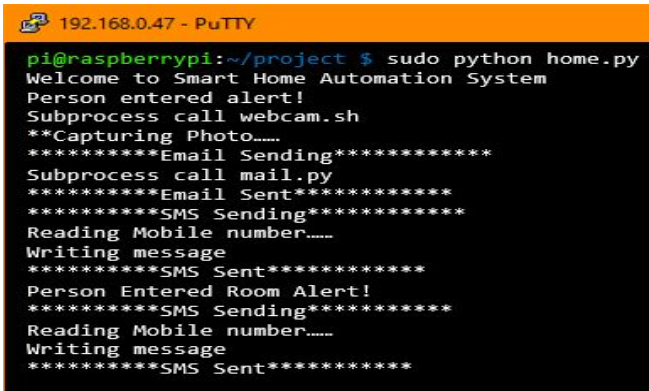 192.168.0.47 - PuTTY
pi@raspberrypi:~/project $ sudo python home.py
Welcome to Smart Home Automation System
Person entered alert!
Subprocess call webcam.sh
**Capturing Photo……
**********Email Sending************
Subprocess call mail.py
**********Email Sent************
**********SMS Sending************
Reading Mobile number……
Writing message
**********SMS Sent************
Person Entered Room Alert!
**********SMS Sending***********
Reading Mobile number……
Writing message
**********SMS Sent***********